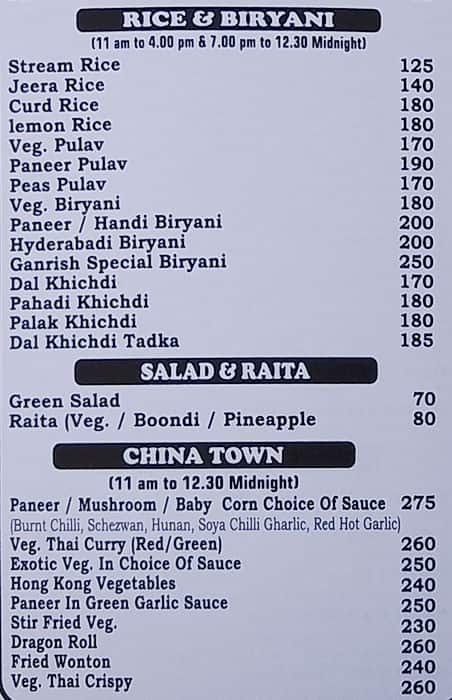 RICE & BIRYANI
(11 am to 4.00 pm & 7.00 pm to 12.30 Midnight)
Stream Rice 125
Jeera Rice 140
Curd Rice 180
lemon Rice 180
Veg. Pulav 170
Paneer Pulav 190
Peas Pulav 170
Veg. Biryani 180
Paneer / Handi Biryani 200
Hyderabadi Biryani 200
Ganrish Special Biryani 250
Dal Khichdi 170
Pahadi Khichdi 180
Palak Khichdi 180
Dal Khichdi Tadka 185
SALAD & RAITA
Green Salad 70
Raita (Veg. / Boondi / Pineapple 80
CHINA TOWN
(11 am to 12.30 Midnight)
Paneer / Mushroom / Baby Corn Choice Of Sauce 275
(Burnt Chilli, Schezwan, Hunan, Soya Chilli Gharlic, Red Hot Garlic)
Veg. Thai Curry (Red/Green) 260
Exotic Veg. In Choice Of Sauce 250
Hong Kong Vegetables 240
Paneer In Green Garlic Sauce 250
Stir Fried Veg. 230
Dragon Roll 260
Fried Wonton 240
Veg. Thai Crispy 260